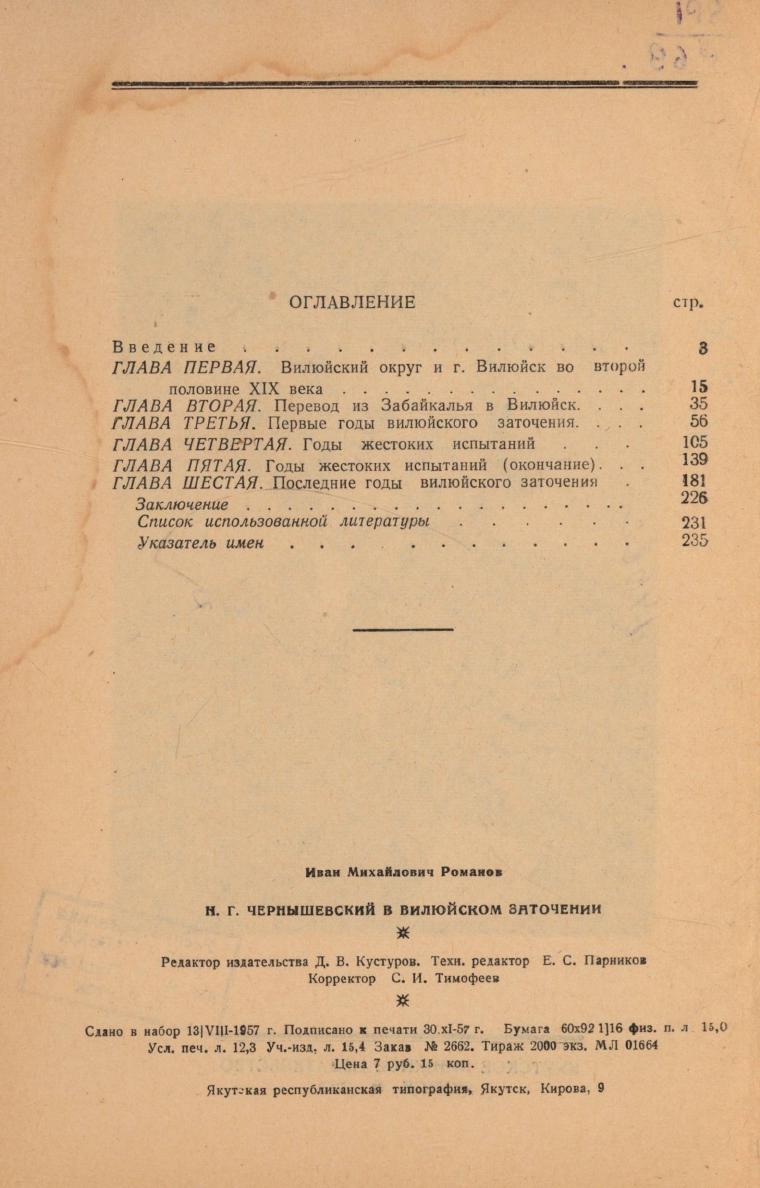 ОГЛАВЛЕНИЕ стр.
Введение . . . . . . . . . . . . . 3
ГЛАВА ПЕРВАЯ. Вилюйский округ и г. Вилюйск во второй
половине XIX века . . . . . . . . . . . . 15
ГЛАВА ВТОРАЯ. Перевод из Забайкалья в Вилюйск. . . . 35
ГЛАВА ТРЕТЬЯ. Первые годы вилюйского заточения. . . . 56
ГЛАВА ЧЕТВЕРТАЯ. Годы жестоких испытаний . . . 105
ГЛАВА ПЯТАЯ. Годы жестоких испытаний (окончание). . . 139
ГЛАВА ШЕСТАЯ. Последние годы вилюйского заточения . 181
Заключение . . . . . . . . . . . . . . . 226
Список использованной литературы . . . . . . 231
Указатель имен . . . . . . . . . . . . 235
Иван Михайлович Романов
Н. Г. ЧЕРНЫШЕВСКИЙ В ВИЛЮЙСКОМ ЗАТОЧЕНИИ
Редактор издательства Д. В. Кустуров. Техн. редактор Е. С. Парников
Корректор С. И. Тимофеев
Сдано в набор 13|VIII-1957 г. Подписано к печати 30.xI-57 г. Бумага 60x92 1]16 физ. п. л 15,0
Усл. печ. л. 12,3 Уч.-изд. л. 15,4 Заказ № 2662. Тираж 2000 экз. МЛ 01664
Цена 7 руб. 15 коп.
Якутская республиканская типография, Якутск, Кирова, 9